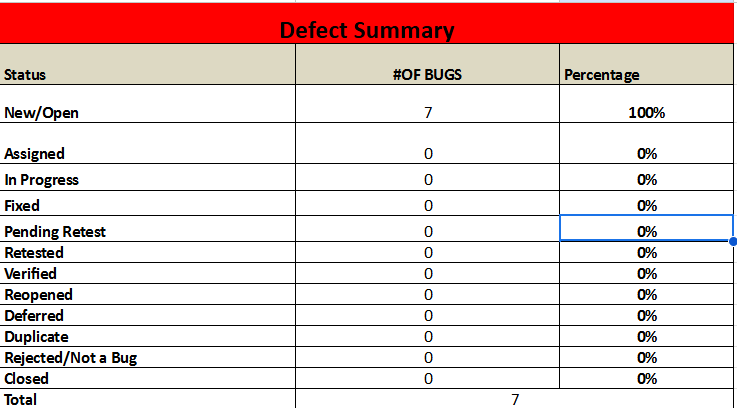 Defect Summary
Status #OF BUGS Percentage
New/Open 7 100%
Assigned 0 0%
In Progress 0 0%
Fixed 0 0%
Pending Retest 0 0%
Retested 0 0%
Verified 0 0%
Reopened 0 0%
Deferred 0 0%
Duplicate 0 0%
Rejected/Not a Bug 0 0%
Closed 0 0%
Total 7